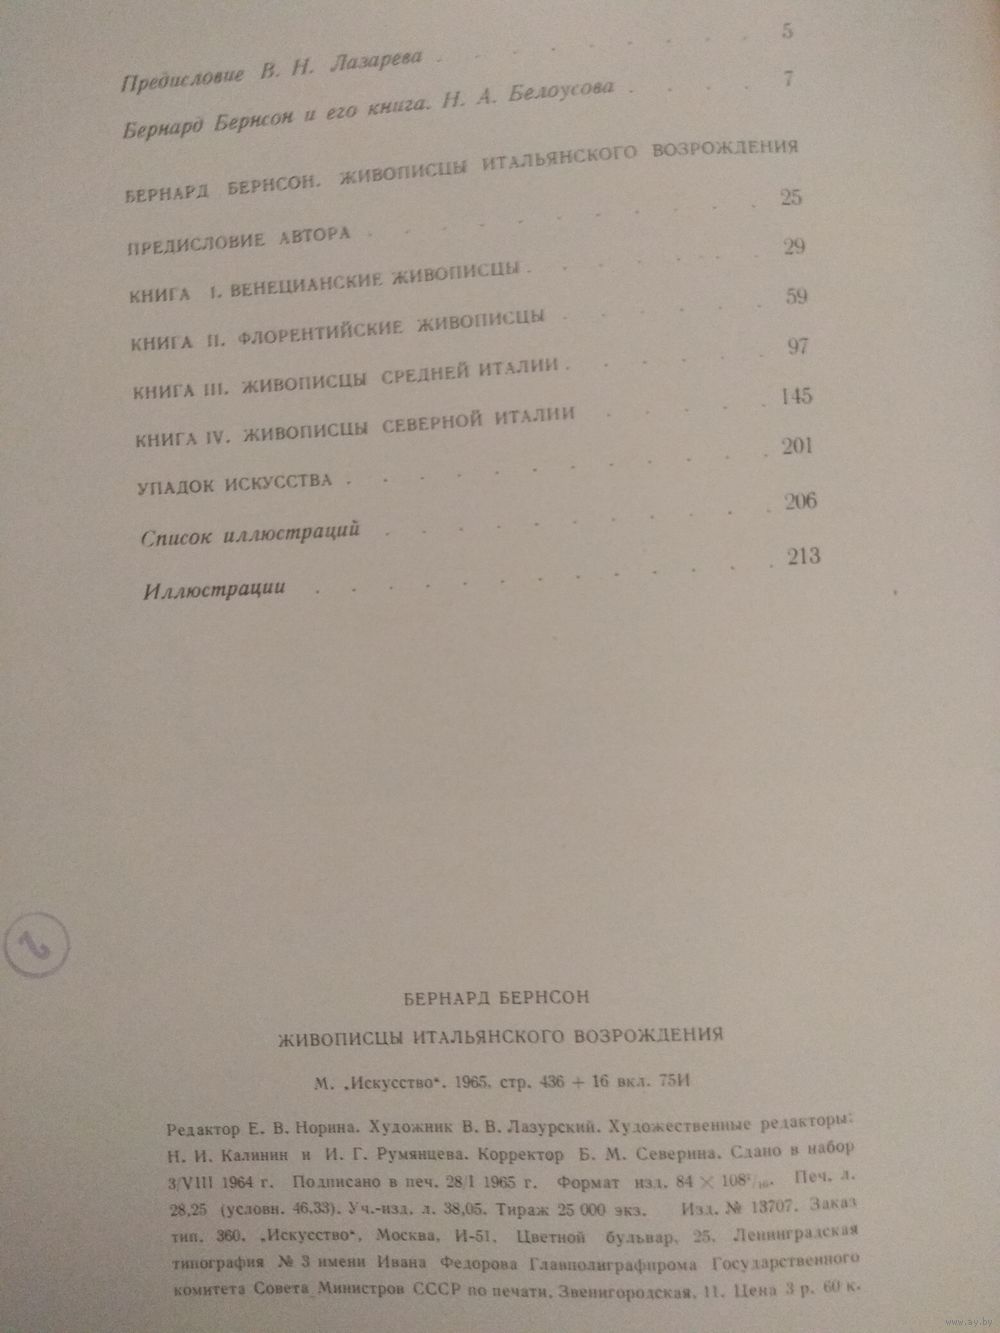 Предисловие В. Н. Лазарева . . . . . . . . . 5
Бернард Бернсон и его книга. Н. А. Белоусова . . . . 7
БЕРНАРД БЕРНСОН. ЖИВОПИСЦЫ ИТАЛЬЯНСКОГО ВОЗРОЖДЕНИЯ
ПРЕДИСЛОВИЕ АВТОРА . . . . . . . . . . . 25
КНИГА I. ВЕНЕЦИАНСКИЕ ЖИВОПИСЦЫ . . . . . . . 29
КНИГА II. ФЛОРЕНТИЙСКИЕ ЖИВОПИСЦЫ . . . . . . 59
КНИГА III. ЖИВОПИСЦЫ СРЕДНЕЙ ИТАЛИИ . . . . . . 97
КНИГА IV. ЖИВОПИСЦЫ СЕВЕРНОЙ ИТАЛИИ . . . . . 145
УПАДОК ИСКУССТВА . . . . . . . . . . . . 201
Список иллюстраций . . . . . . . . . . . 206
Иллюстрации . . . . . . . . . . . . . 213
2
БЕРНАРД БЕРНСОН
ЖИВОПИСЦЫ ИТАЛЬЯНСКОГО ВОЗРОЖДЕНИЯ
М. „Искусство“. 1965. стр. 436 + 16 вкл. 75И
Редактор Е. В. Норина. Художник В. В. Лазурский. Художественные редакторы:
Н. И. Калинин и И. Г. Румянцева. Корректор Б. М. Северина. Сдано в набор
3/VIII 1964 г. Подписано в печ. 28/I 1965 г. Формат изд. 84 × 108¹/₁₆. Печ. л.
28,25 (условн. 46,33). Уч.-изд. л. 38,05. Тираж 25 000 экз. Изд. № 13707. Заказ
тип. 360. „Искусство“, Москва, И-51, Цветной бульвар, 25. Ленинградская
типография № 3 имени Ивана Федорова Главполиграфпрома Государственного
комитета Совета Министров СССР по печати, Звенигородская, 11. Цена 3 р. 60 к.
www.ay.by